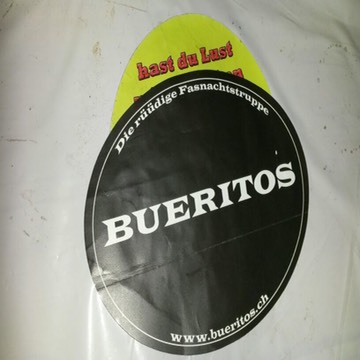 hast du Lust
Die rüüdige Fasnachtstruppe
BUERITOS
www.bueritos.ch